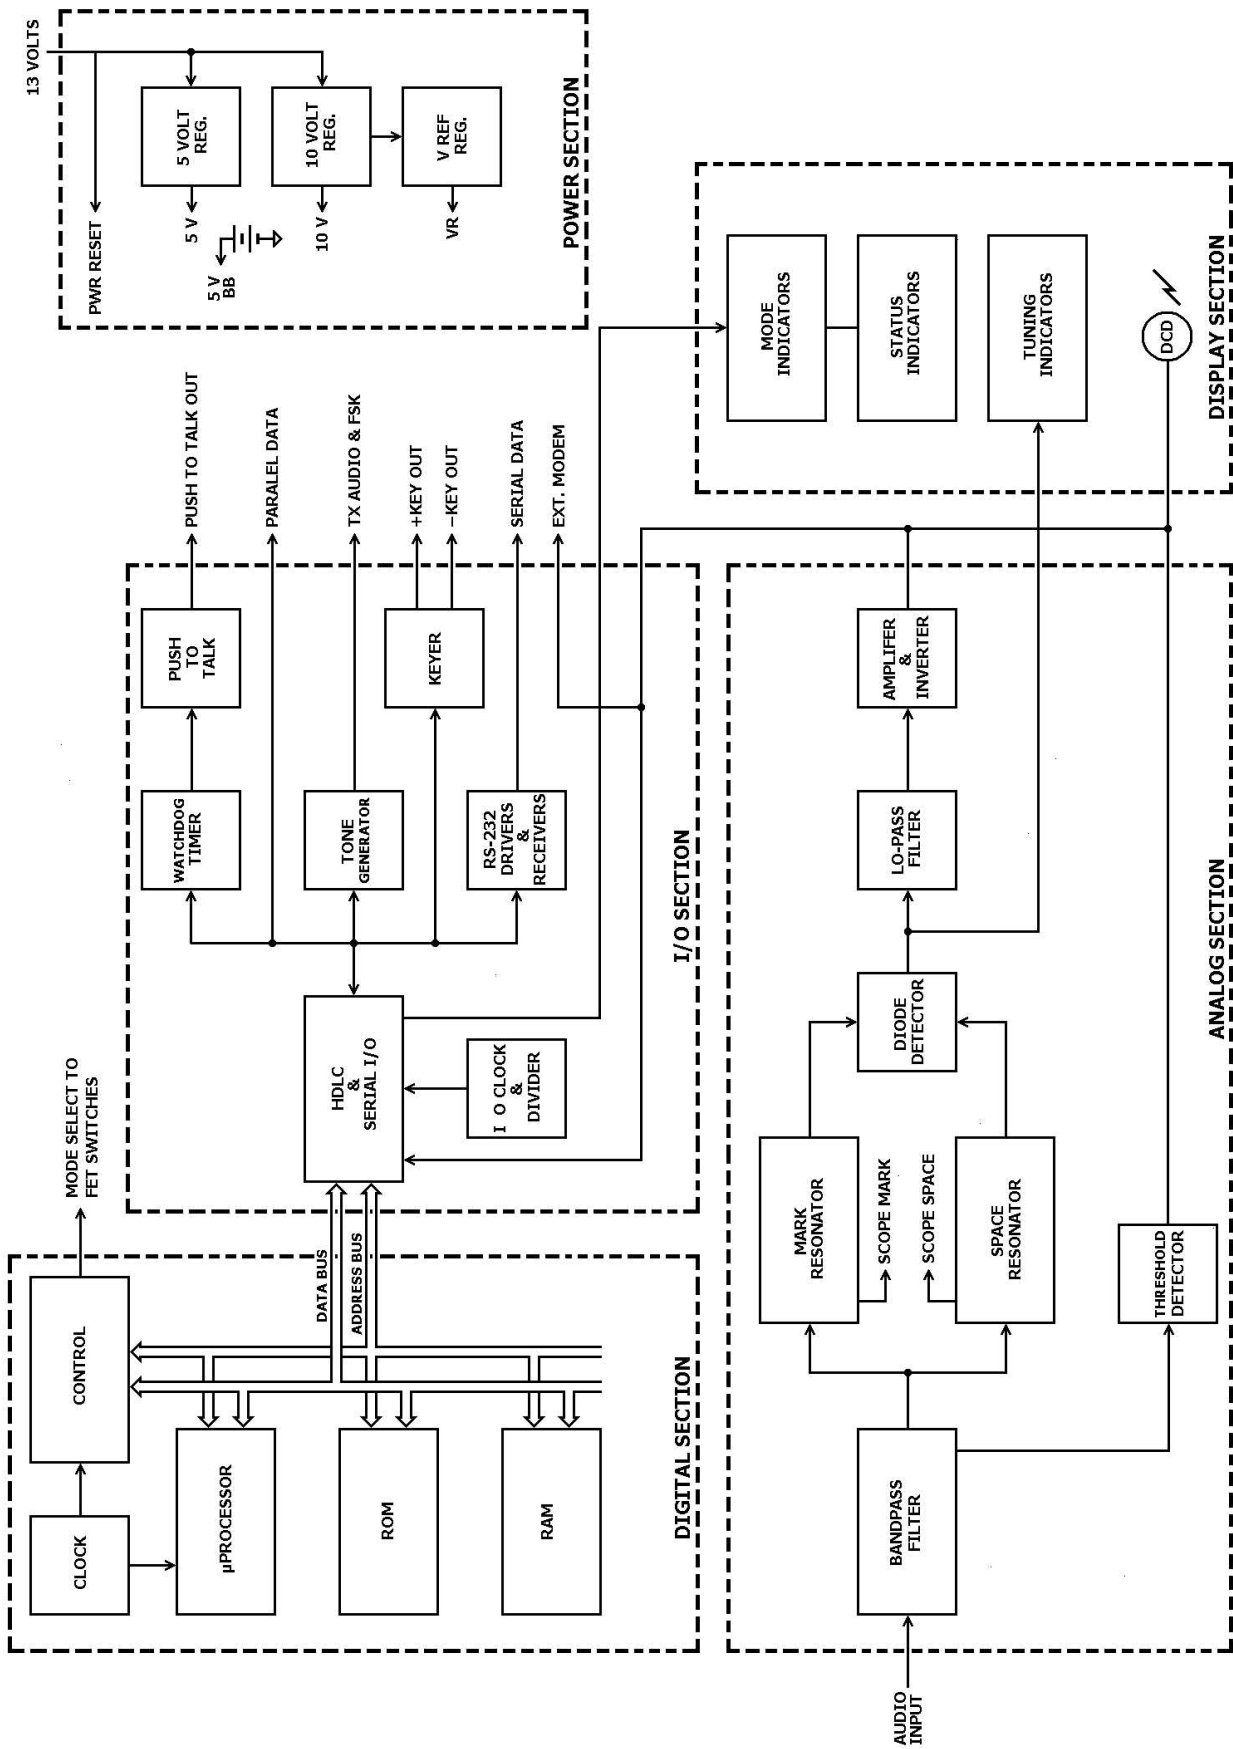 MODE SELECT TO
FET SWITCHES
CLOCK
CONTROL
µPROCESSOR
ROM
RAM
DATA BUS
ADDRESS BUS
DIGITAL SECTION
HDLC
&
SERIAL I/O
I O CLOCK
&
DIVIDER
WATCHDOG
TIMER
TONE
GENERATOR
RS-232
DRIVERS
&
RECEIVERS
PUSH
TO
TALK
KEYER
I/O SECTION
PUSH TO TALK OUT
PARALEL DATA
TX AUDIO & FSK
+KEY OUT
−KEY OUT
SERIAL DATA
EXT. MODEM
13 VOLTS
PWR RESET
5 VOLT
REG.
10 VOLT
REG.
V REF
REG.
5 V
5 V
BB
10 V
VR
POWER SECTION
AUDIO
INPUT
BANDPASS
FILTER
MARK
RESONATOR
SCOPE MARK
SCOPE SPACE
SPACE
RESONATOR
THRESHOLD
DETECTOR
DIODE
DETECTOR
LO-PASS
FILTER
AMPLIFER
&
INVERTER
ANALOG SECTION
MODE
INDICATORS
STATUS
INDICATORS
TUNING
INDICATORS
DCD
DISPLAY SECTION